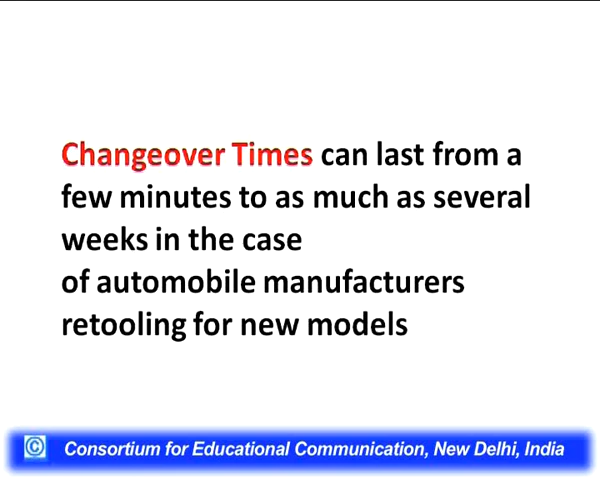 Changeover Times can last from a
few minutes to as much as several
weeks in the case
of automobile manufacturers
retooling for new models
© Consortium for Educational Communication, New Delhi, India